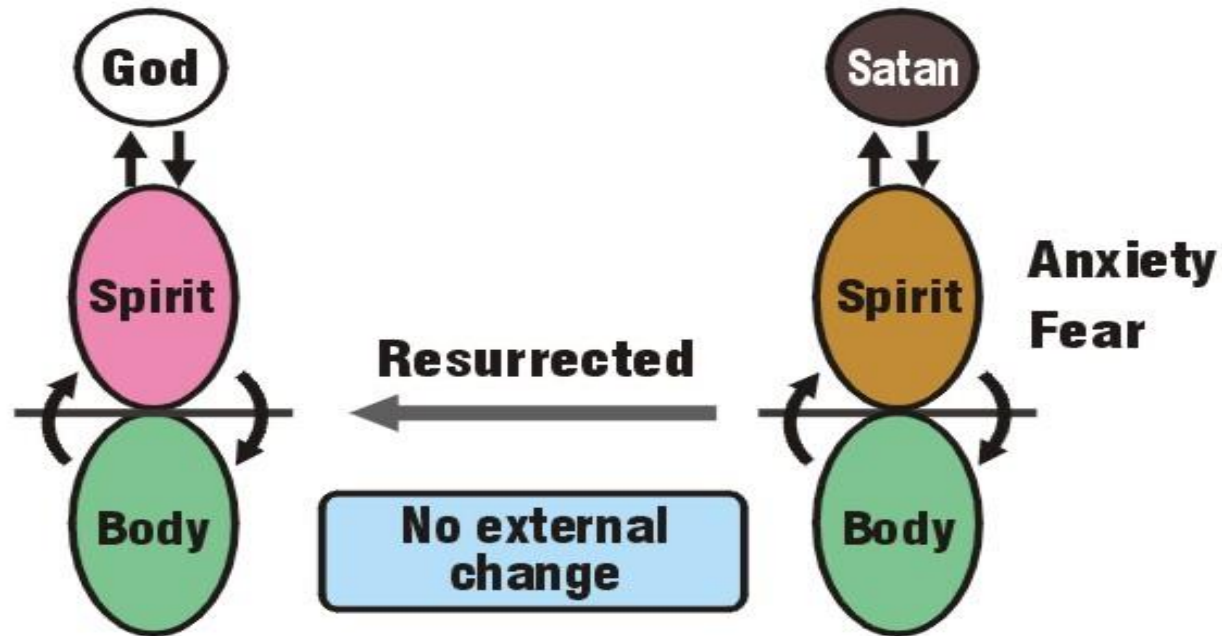 God
Satan
Spirit
Spirit
Anxiety
Fear
Resurrected
Body
No external
change
Body